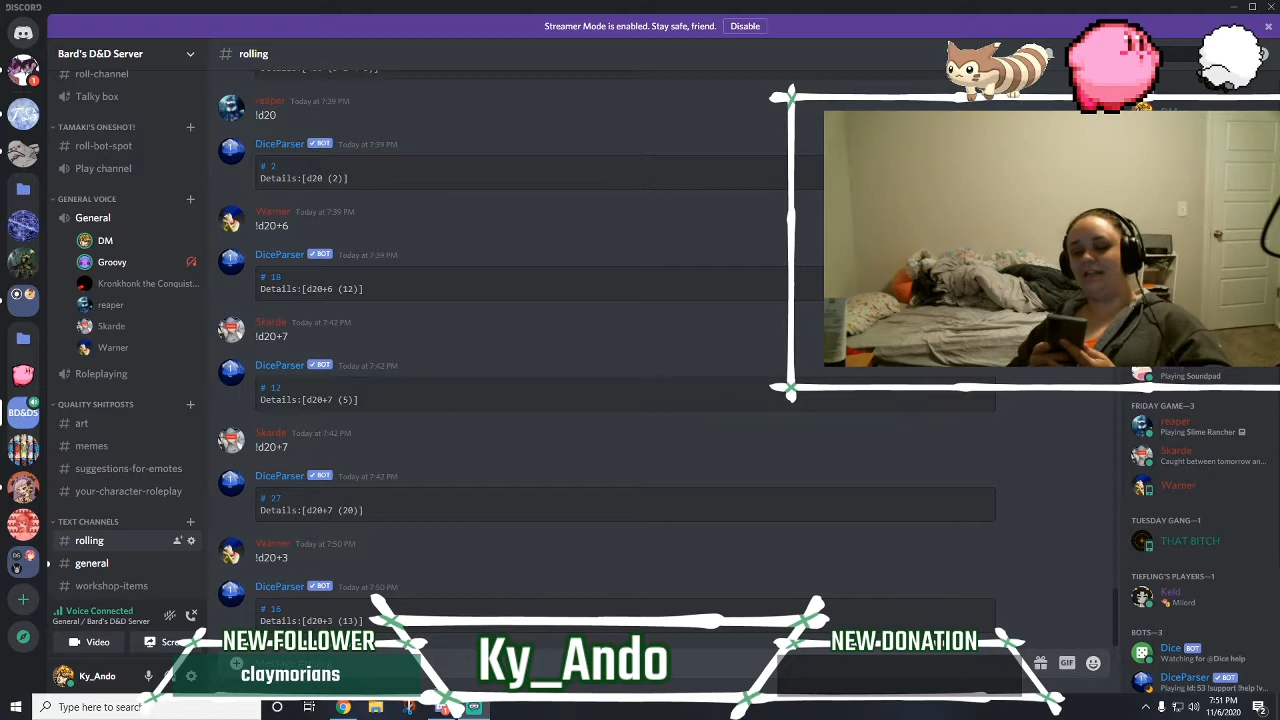 DISCORD
Streamer Mode is enabled. Stay safe, friend.
Disable
Bard's D&D Server
# rolling
roll-channel
Talky box
TAMAKI'S ONESHOT!
roll-bot-spot
Play channel
GENERAL VOICE
General
DM
Groovy
Kronkhonk the Conquist...
reaper
Skarde
Warner
Roleplaying
QUALITY SHITPOSTS
# art
# memes
# suggestions-for-emotes
# your-character-roleplay
TEXT CHANNELS
# rolling
# general
# workshop-items
Voice Connected
General / Bard's D&D Server
Video
Scre
Ky_Ando
reaper Today at 7:39 PM
!d20
DiceParser BOT Today at 7:39 PM
# 2
Details:[d20 (2)]
Warner Today at 7:39 PM
!d20+6
DiceParser BOT Today at 7:39 PM
# 18
Details:[d20+6 (12)]
Skarde Today at 7:42 PM
!d20+7
DiceParser BOT Today at 7:42 PM
# 12
Details:[d20+7 (5)]
Skarde Today at 7:42 PM
!d20+7
DiceParser BOT Today at 7:42 PM
# 27
Details:[d20+7 (20)]
Warner Today at 7:50 PM
!d20+3
DiceParser BOT Today at 7:50 PM
# 16
Details:[d20+3 (13)]
GIF
Playing Soundpad
FRIDAY GAME—3
reaper
Playing Slime Rancher
Skarde
Caught between tomorrow an...
Warner
TUESDAY GANG—1
THAT BITCH
TIEFLING'S PLAYERS—1
Keld
Milord
BOTS—3
Dice BOT
Watching for @Dice help
DiceParser BOT
Playing Id: 53 !support !help !v...
NEW FOLLOWER
claymorians
Ky_Ando
NEW DONATION
Type here to search
7:51 PM
11/6/2020